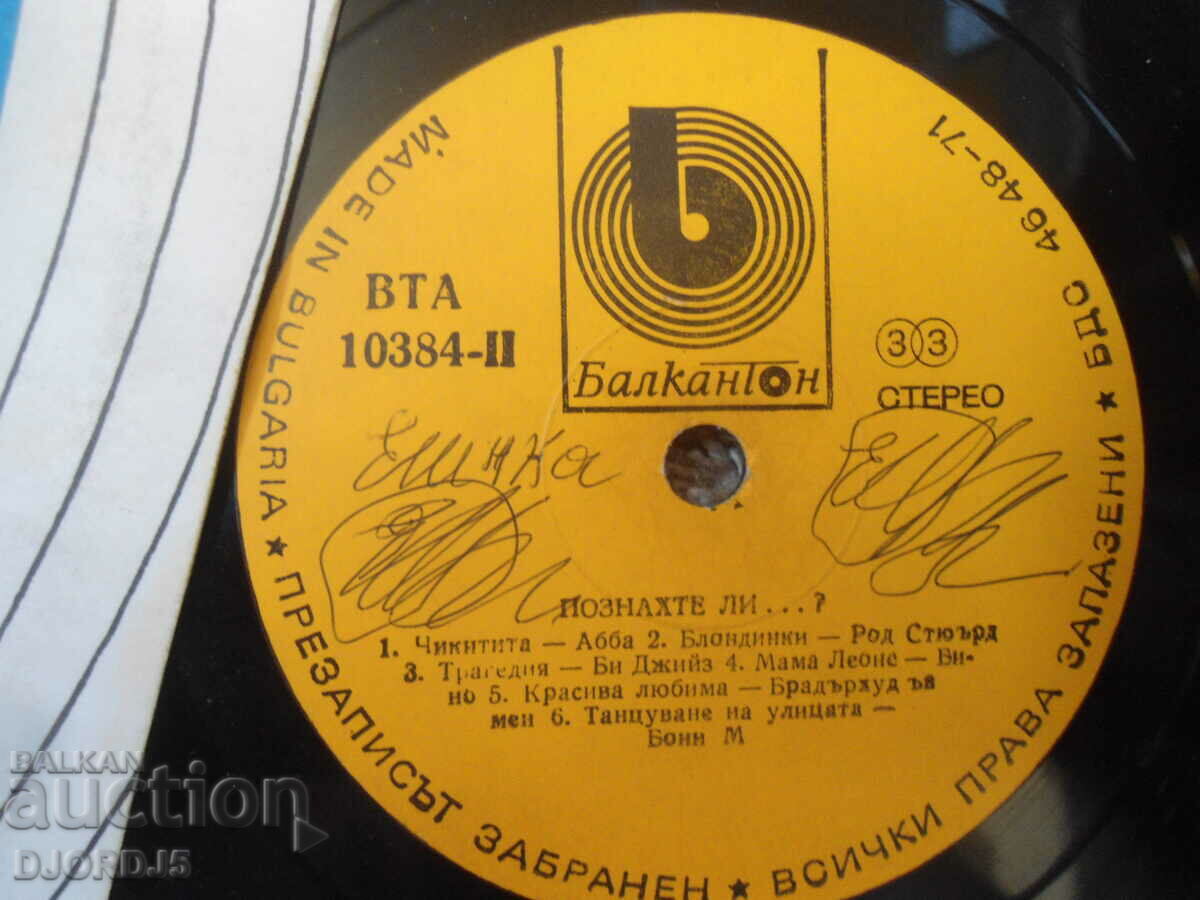 MADE IN BULGARIA ★ ПРЕЗАПИСЪТ ЗАБРАНЕН ★ ВСИЧКИ ПРАВА ЗАПАЗЕНИ ★ БДС 4648-71
ВТА
10384-II
Балкантон
33
СТЕРЕО
Еминка
ПОЗНАХТЕ ЛИ...?
1. Чикитита — Абба 2. Блондинки — Род Стюърд
3. Трагедия — Би Джийз 4. Мама Леоне — Би-
но 5. Красива любима — Брадърхуд ъв
мен 6. Танцуване на улицата —
Бони М
BALKAN
auction
DJORDJ5